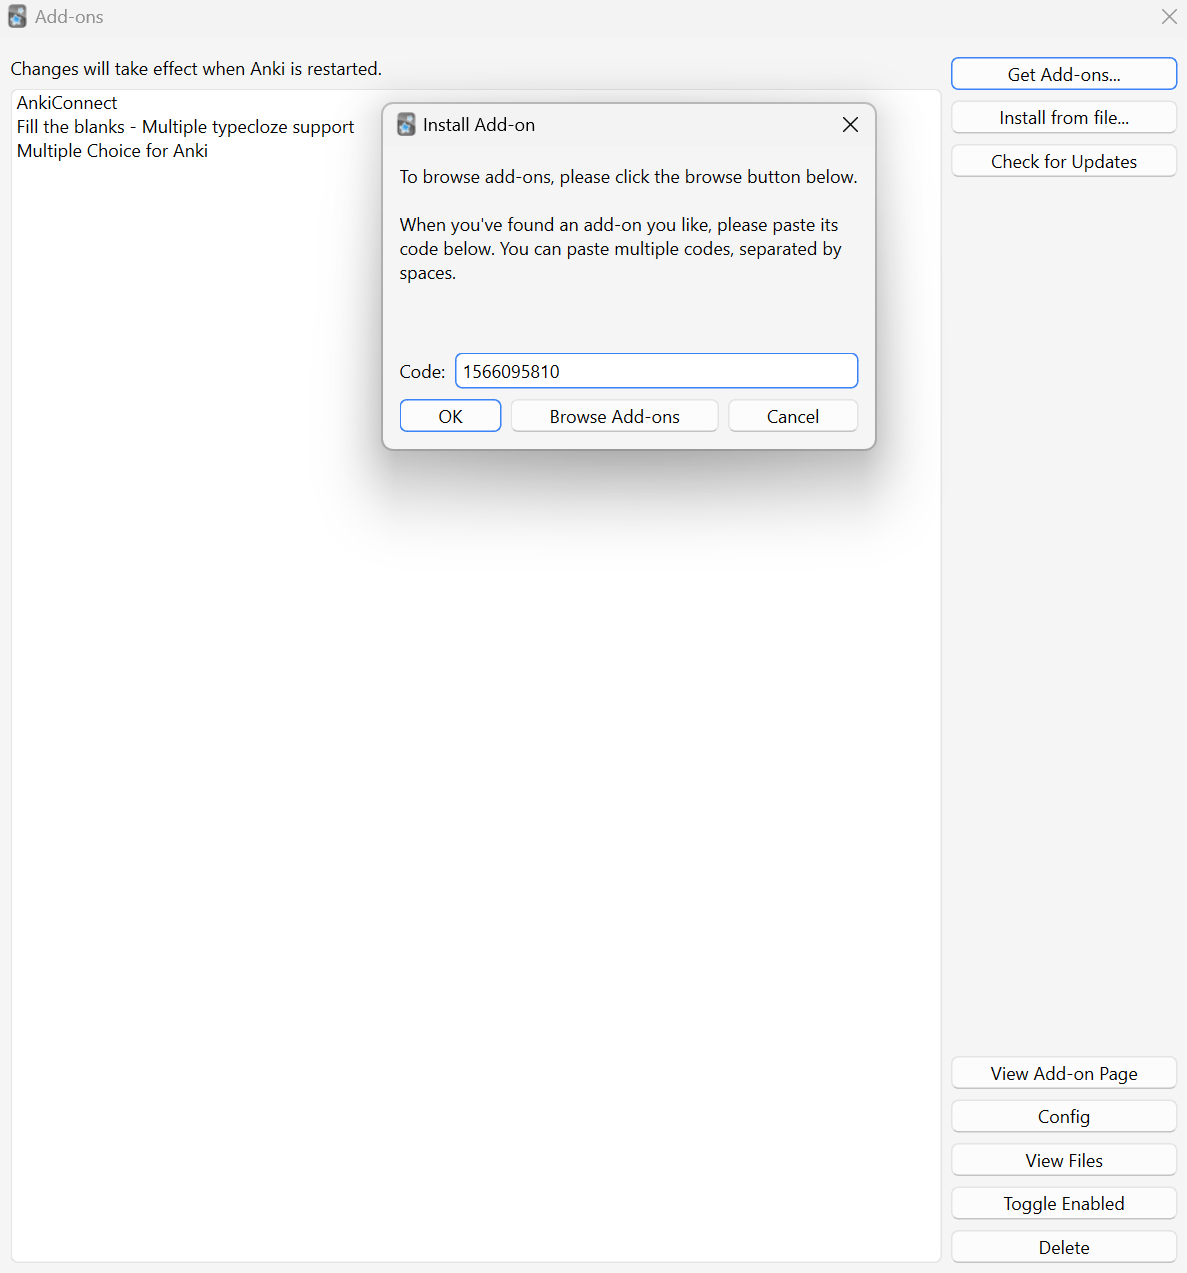 Add-ons
Changes will take effect when Anki is restarted.
AnkiConnect
Fill the blanks - Multiple typecloze support
Multiple Choice for Anki
Install Add-on
To browse add-ons, please click the browse button below.
When you've found an add-on you like, please paste its
code below. You can paste multiple codes, separated by
spaces.
Code: 1566095810
OK Browse Add-ons Cancel
Get Add-ons...
Install from file...
Check for Updates
View Add-on Page
Config
View Files
Toggle Enabled
Delete